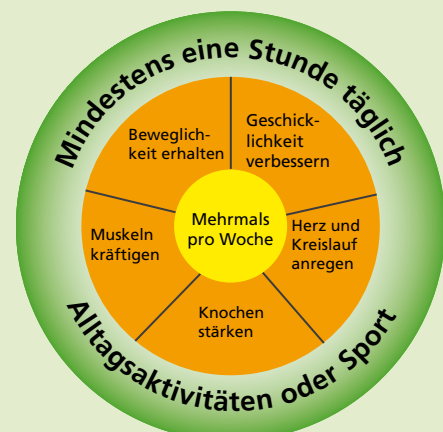 Mindestens eine Stunde täglich
Geschick-
lichkeit
verbessern
Beweglich-
keit erhalten
Mehrmals
pro Woche
Herz und
Kreislauf
anregen
Muskeln
kräftigen
Knochen
stärken
Alltagsaktivitäten oder Sport